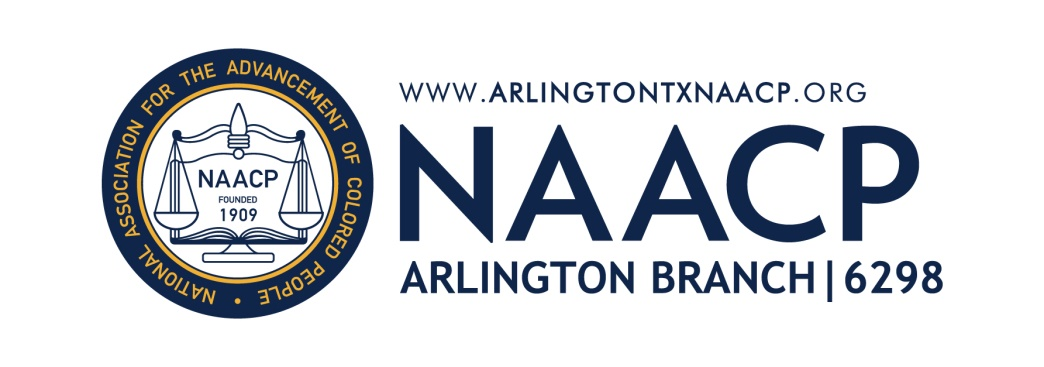 NATIONAL ASSOCIATION FOR THE ADVANCEMENT OF COLORED PEOPLE •
NAACP
FOUNDED
1909
WWW.ARLINGTONTXNAACP.ORG
NAACP
ARLINGTON BRANCH|6298